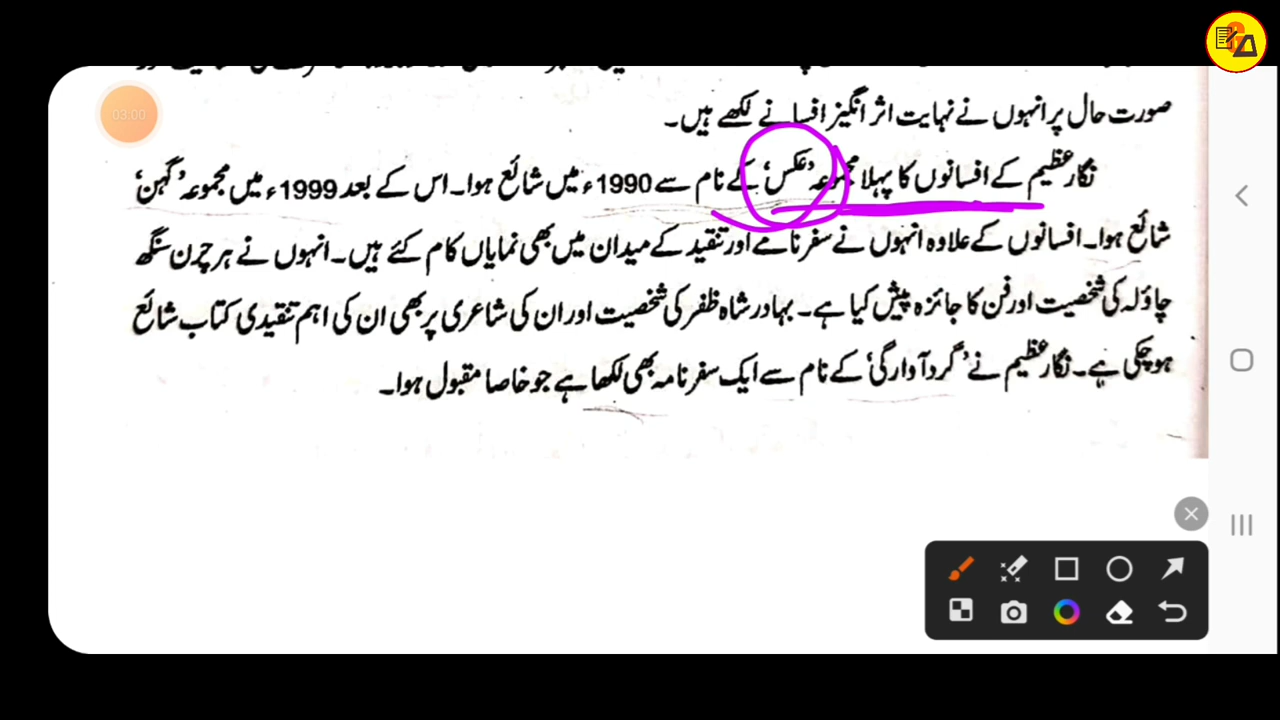 03:00
صورت حال پر انہوں نے نہایت اثر انگیز افسانے لکھے ہیں۔
نگار عظیم کے افسانوں کا پہلا مجموعہ ’عکس‘ کے نام سے 1990ء میں شائع ہوا۔ اس کے بعد 1999ء میں مجموعہ ’گہن‘
شائع ہوا۔ افسانوں کے علاوہ انہوں نے سفرنامے اور تنقید کے میدان میں بھی نمایاں کام کئے ہیں۔ انہوں نے ہرچرن سنگھ
چاؤلہ کی شخصیت اور فن کا جائزہ پیش کیا ہے۔ بہادر شاہ ظفر کی شخصیت اور ان کی شاعری پر بھی ان کی اہم تنقیدی کتاب شائع
ہوچکی ہے۔ نگار عظیم نے ’گردآوارگی‘ کے نام سے ایک سفرنامہ بھی لکھا ہے جو خاصا مقبول ہوا۔